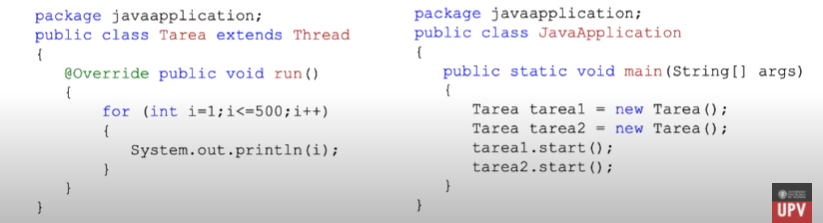 package javaapplication;
public class Tarea extends Thread
{
@Override public void run()
{
for (int i=1;i<=500;i++)
{
System.out.println(i);
}
}
}
package javaapplication;
public class JavaApplication
{
public static void main(String[] args)
{
Tarea tarea1 = new Tarea();
Tarea tarea2 = new Tarea();
tarea1.start();
tarea2.start();
}
}
UPV